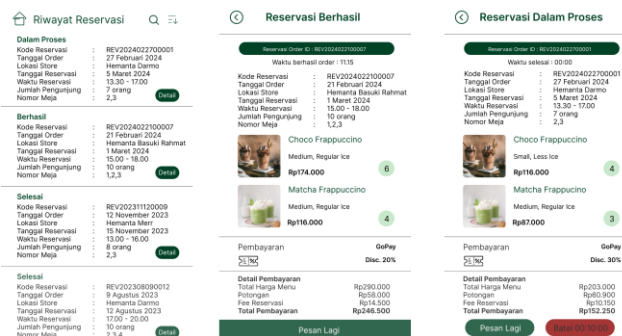 Riwayat Reservasi
Dalam Proses
Kode Reservasi : REV2024022700001
Tanggal Order : 27 Februari 2024
Lokasi Store : Hemanta Darmo
Tanggal Reservasi : 5 Maret 2024
Waktu Reservasi : 13.30 - 17.00
Jumlah Pengunjung : 7 orang
Nomor Meja : 2,3
Detail
Berhasil
Kode Reservasi : REV2024022100007
Tanggal Order : 21 Februari 2024
Lokasi Store : Hemanta Basuki Rahmat
Tanggal Reservasi : 1 Maret 2024
Waktu Reservasi : 15.00 - 18.00
Jumlah Pengunjung : 10 orang
Nomor Meja : 1,2,3
Detail
Selesai
Kode Reservasi : REV202311120009
Tanggal Order : 12 November 2023
Lokasi Store : Hemanta Merr
Tanggal Reservasi : 15 November 2023
Waktu Reservasi : 13.00 - 16.00
Jumlah Pengunjung : 8 orang
Nomor Meja : 2,3
Detail
Selesai
Kode Reservasi : REV202308090012
Tanggal Order : 9 Agustus 2023
Lokasi Store : Hemanta Darmo
Tanggal Reservasi : 12 Agustus 2023
Waktu Reservasi : 17.00 - 20.00
Jumlah Pengunjung : 10 orang
Nomor Meja : 2,3,4
Detail
Reservasi Berhasil
Reservasi Order ID : REV2024022100007
Waktu berhasil order : 11.15
Kode Reservasi : REV2024022100007
Tanggal Order : 21 Februari 2024
Lokasi Store : Hemanta Basuki Rahmat
Tanggal Reservasi : 1 Maret 2024
Waktu Reservasi : 15.00 - 18.00
Jumlah Pengunjung : 10 orang
Nomor Meja : 1,2,3
Choco Frappuccino
Medium, Regular Ice
Rp174.000
6
Matcha Frappuccino
Medium, Regular Ice
Rp116.000
4
Pembayaran GoPay
Disc. 20%
Detail Pembayaran
Total Harga Menu Rp290.000
Potongan Rp58.000
Fee Reservasi Rp14.500
Total Pembayaran Rp246.500
Pesan Lagi
Reservasi Dalam Proses
Reservasi Order ID : REV2024022700001
Waktu selesai : 00:00
Kode Reservasi : REV2024022700001
Tanggal Order : 27 Februari 2024
Lokasi Store : Hemanta Darmo
Tanggal Reservasi : 5 Maret 2024
Waktu Reservasi : 13.30 - 17.00
Jumlah Pengunjung : 7 orang
Nomor Meja : 2,3
Choco Frappuccino
Small, Less Ice
Rp116.000
4
Matcha Frappuccino
Medium, Regular Ice
Rp87.000
3
Pembayaran GoPay
Disc. 30%
Detail Pembayaran
Total Harga Menu Rp203.000
Potongan Rp60.900
Fee Reservasi Rp10.150
Total Pembayaran Rp152.250
Pesan Lagi
Batal 00:10:00